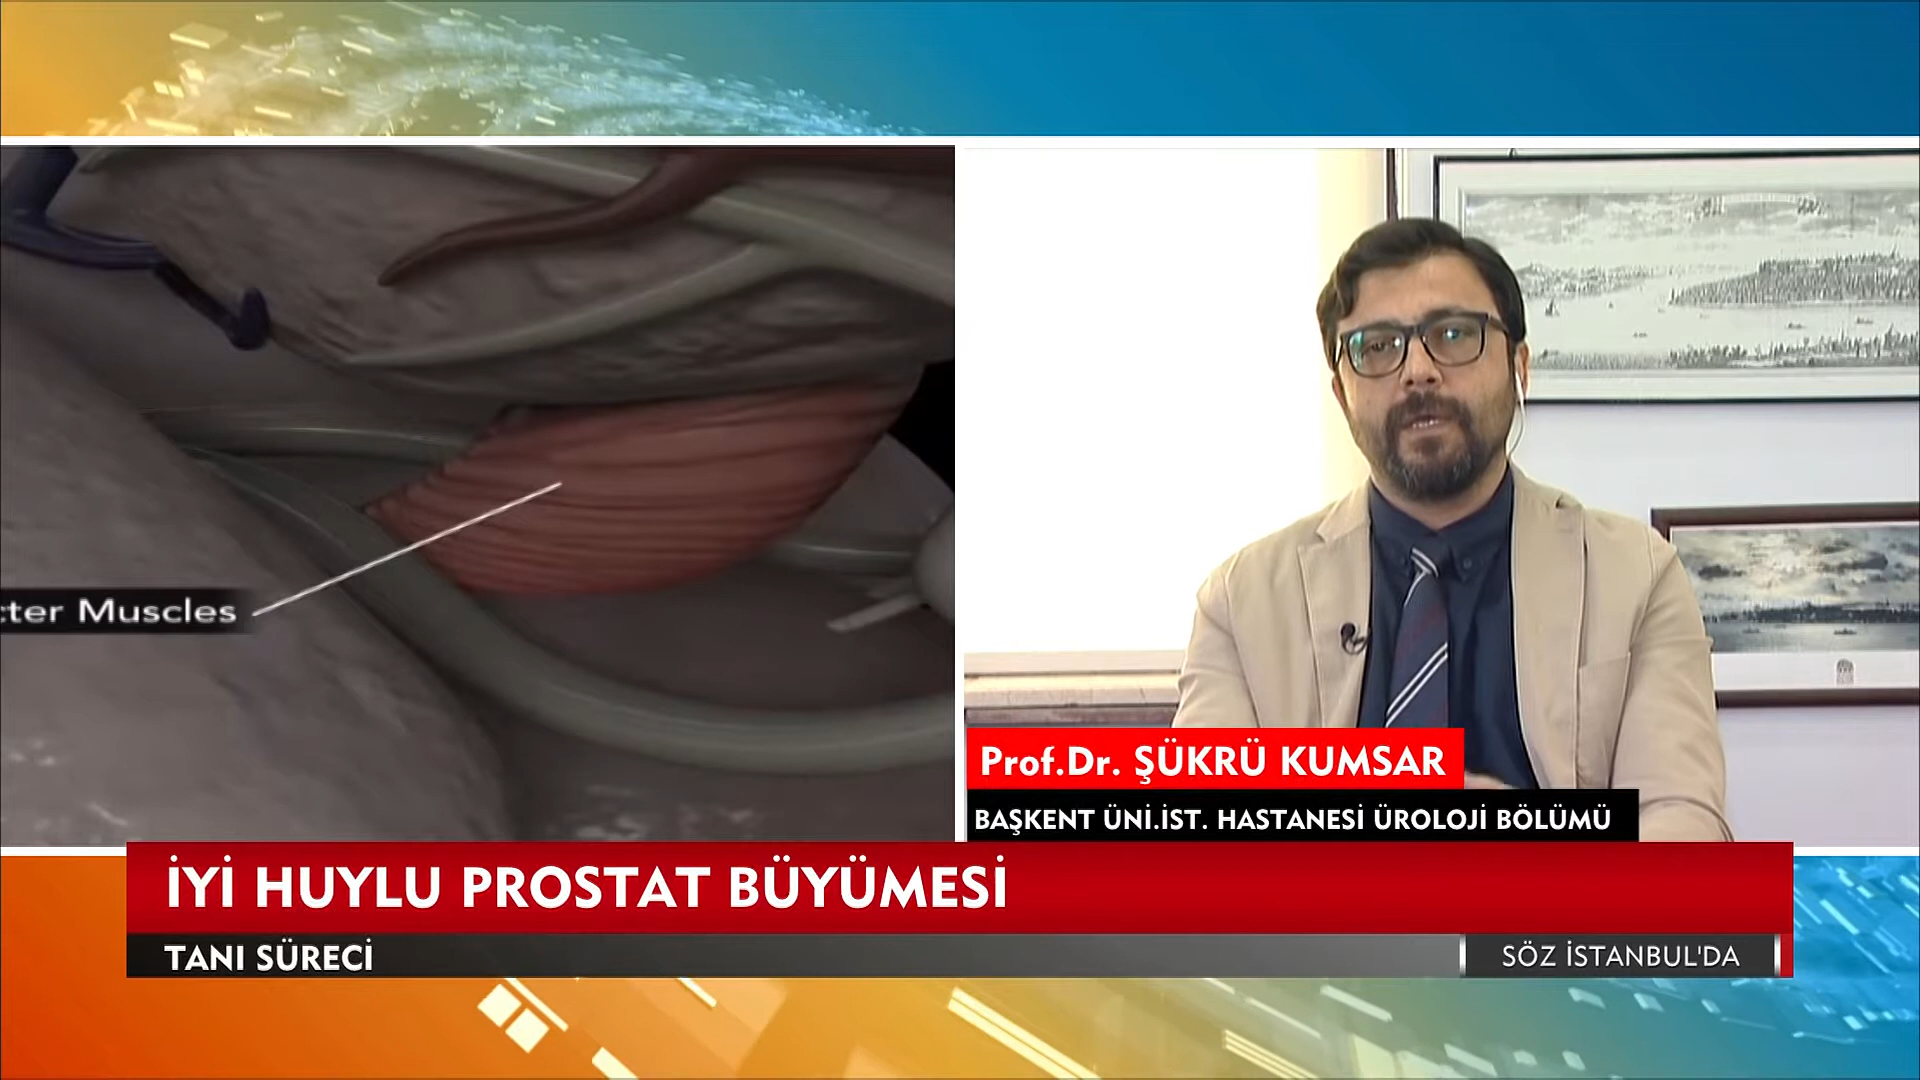 Muscles
Prof.Dr. ŞÜKRÜ KUMSAR
BAŞKENT ÜNİ.İST. HASTANESİ ÜROLOJİ BÖLÜMÜ
İYİ HUYLU PROSTAT BÜYÜMESİ
TANI SÜRECİ
SÖZ İSTANBUL'DA